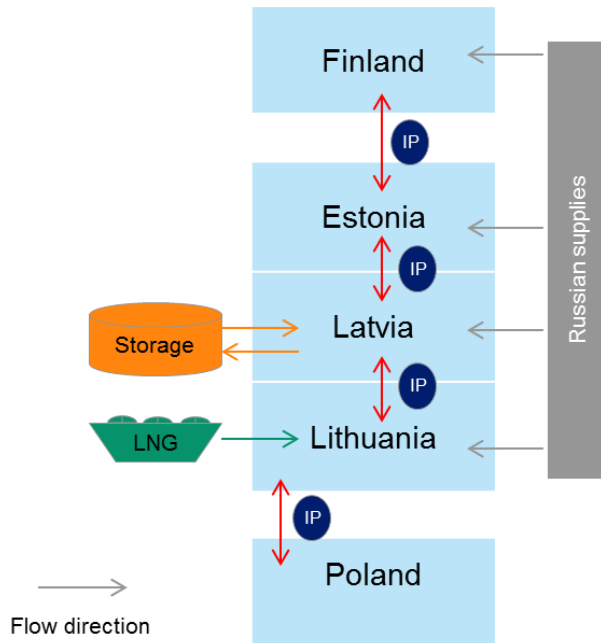 Finland
IP
Estonia
IP
Russian supplies
Storage
Latvia
IP
LNG
Lithuania
IP
Poland
Flow direction